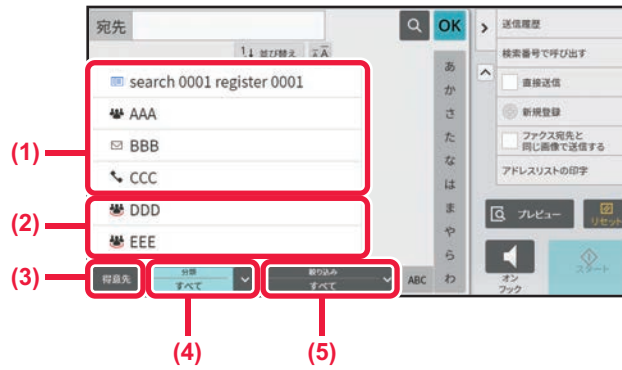 宛先
OK
1↓ 並び替え
search 0001 register 0001
AAA
BBB
CCC
DDD
EEE
(1)
(2)
(3)
得意先
分類
すべて
絞り込み
すべて
ABC
(4)
(5)
あ
か
さ
た
な
は
ま
や
ら
わ
送信履歴
検索番号で呼び出す
直接送信
新規登録
ファクス宛先と
同じ画像で送信する
アドレスリストの印字
プレビュー
リセット
オン
フック
スタート